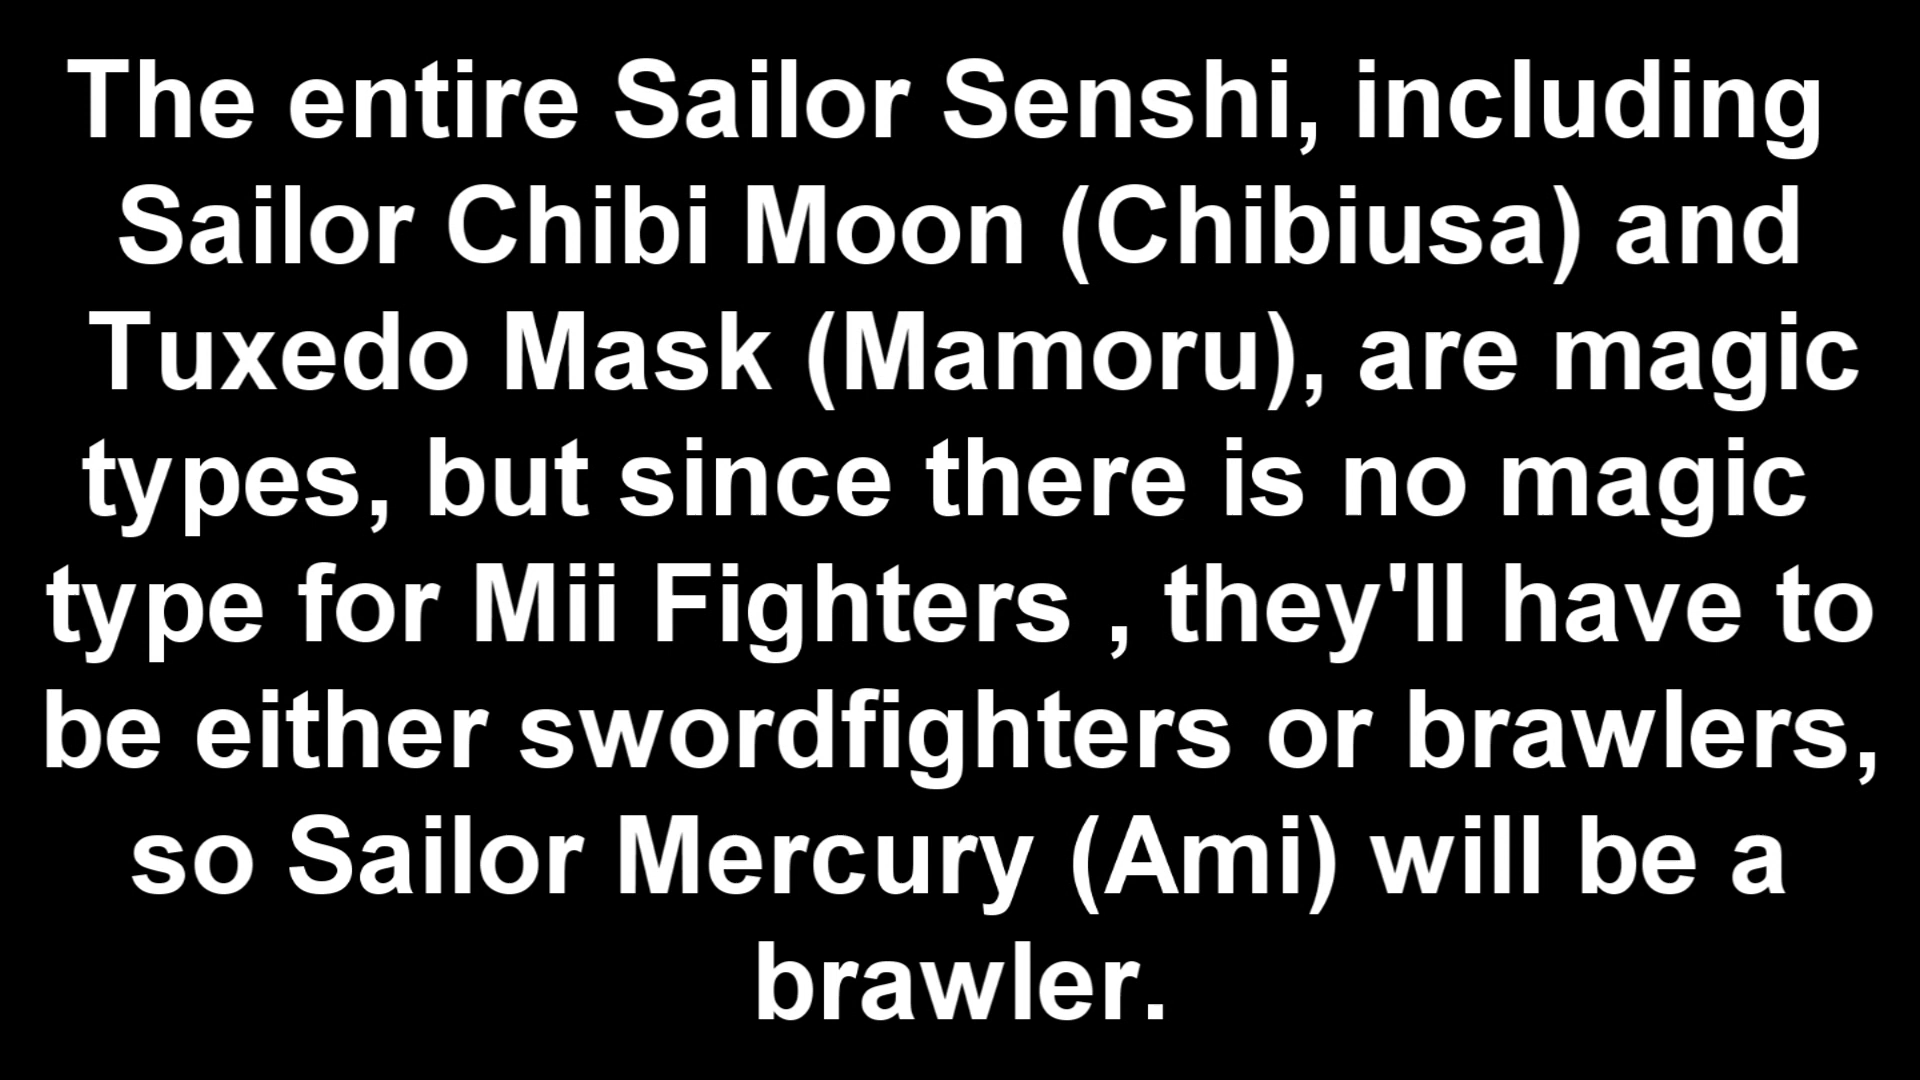 The entire Sailor Senshi, including
Sailor Chibi Moon (Chibiusa) and
Tuxedo Mask (Mamoru), are magic
types, but since there is no magic
type for Mii Fighters , they'll have to
be either swordfighters or brawlers,
so Sailor Mercury (Ami) will be a
brawler.